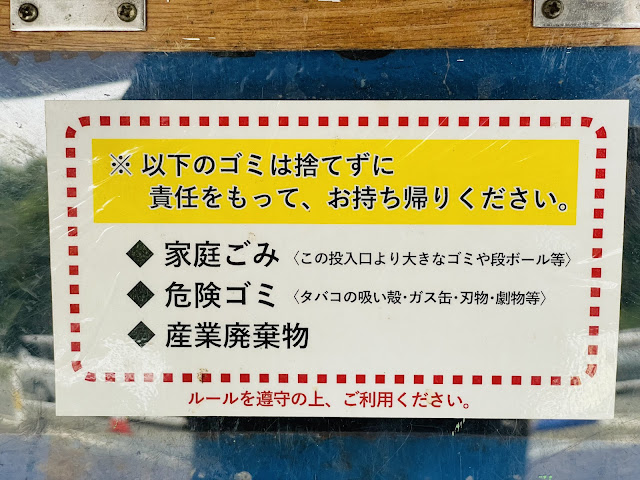 ※ 以下のゴミは捨てずに
責任をもって、お持ち帰りください。
◆ 家庭ごみ〈この投入口より大きなゴミや段ボール等〉
◆ 危険ゴミ〈タバコの吸い殻・ガス缶・刃物・劇物等〉
◆ 産業廃棄物
ルールを遵守の上、ご利用ください。